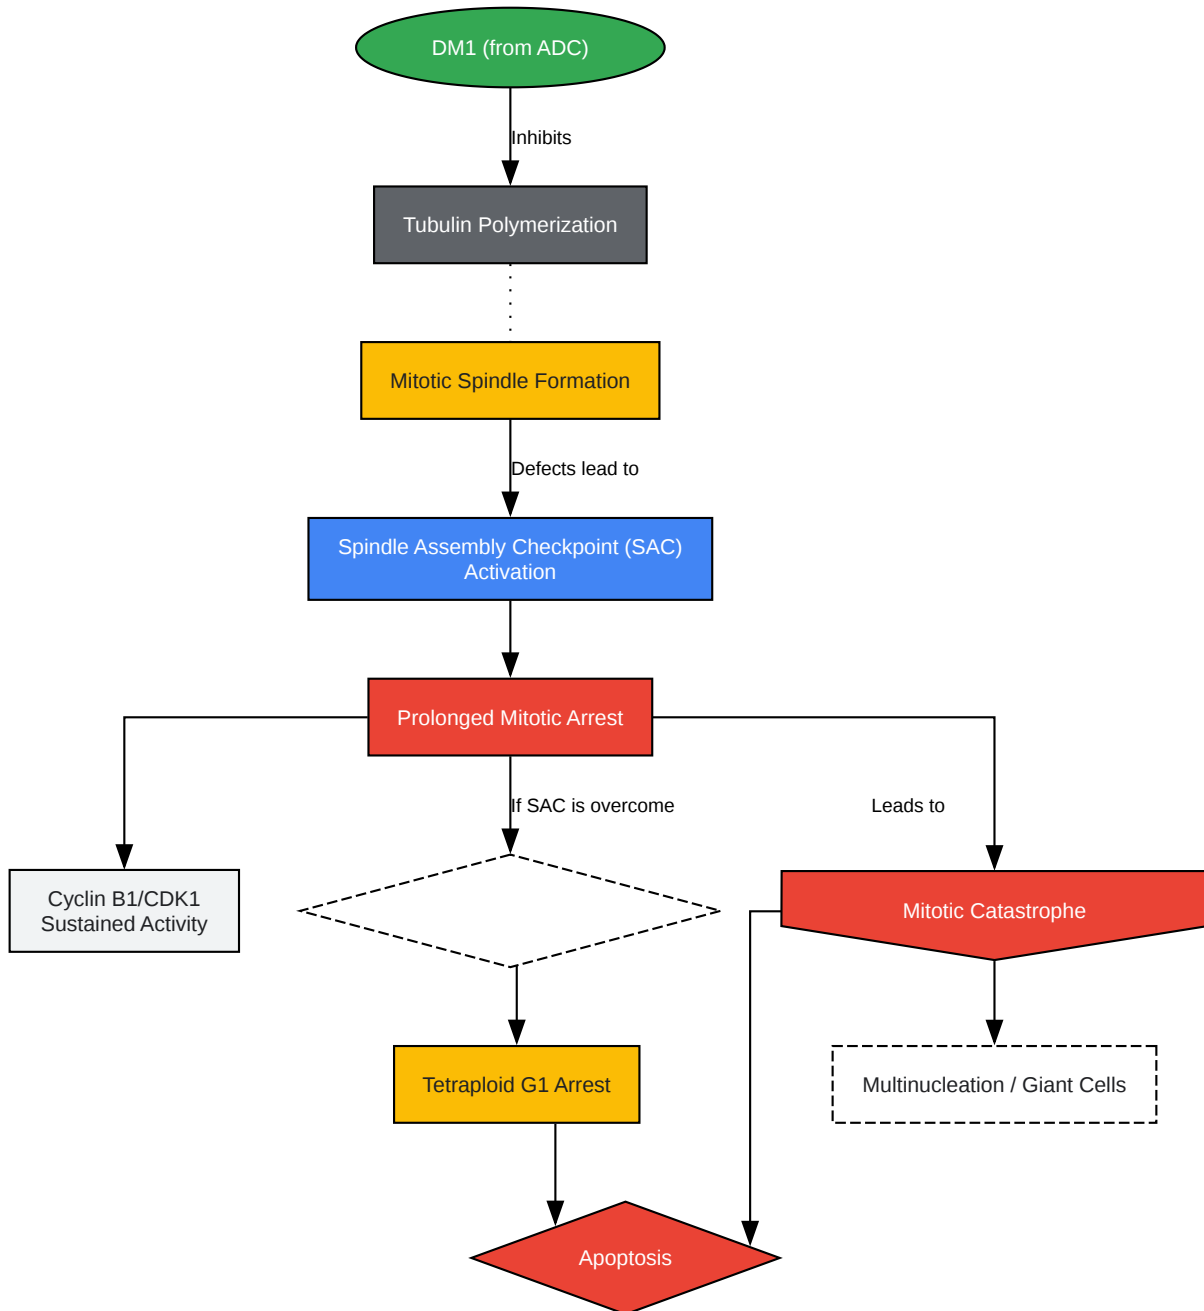 DM1 (from ADC)
Inhibits
Tubulin Polymerization
Mitotic Spindle Formation
Defects lead to
Spindle Assembly Checkpoint (SAC)
Activation
Prolonged Mitotic Arrest
If SAC is overcome
Leads to
Cyclin B1/CDK1
Sustained Activity
Mitotic Catastrophe
Tetraploid G1 Arrest
Multinucleation / Giant Cells
Apoptosis